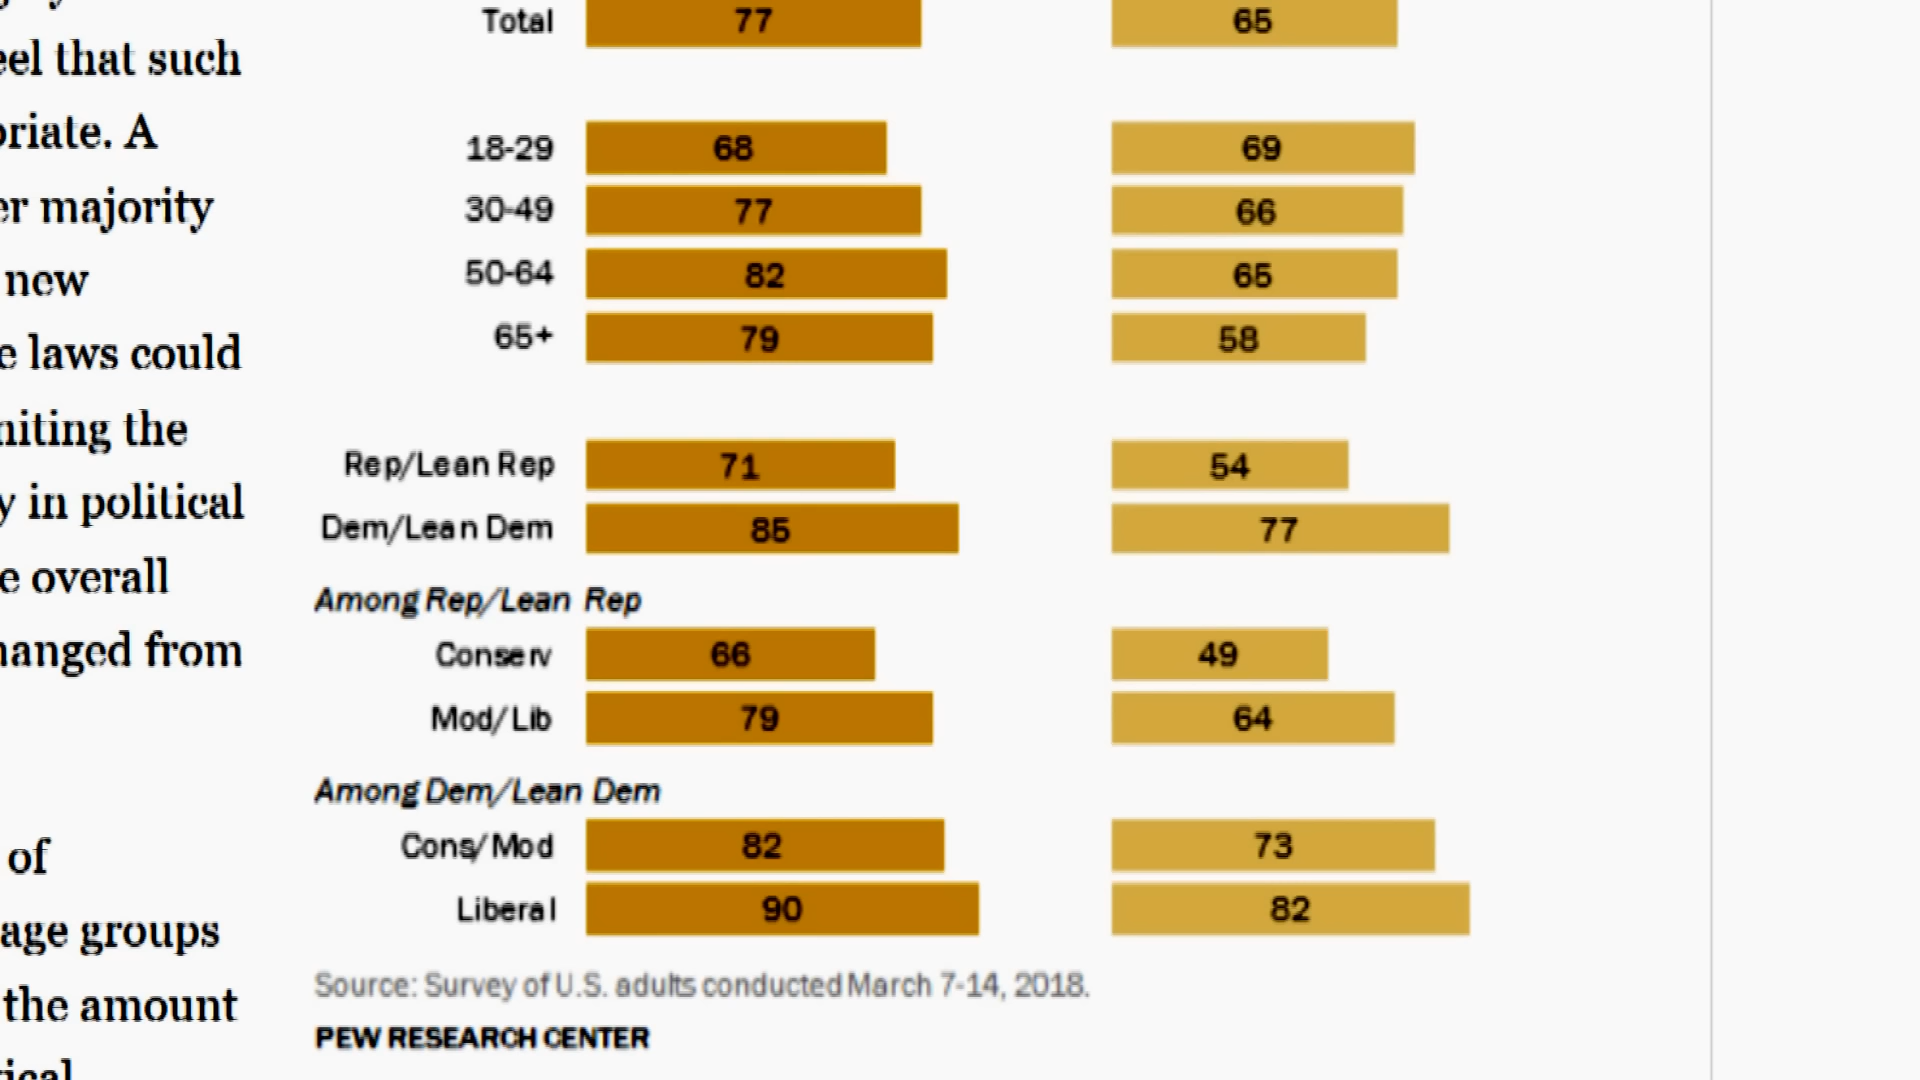 Total 77 65
eel that such
18-29 68 69
priate. A
30-49 77 66
er majority
50-64 82 65
new
65+ 79 58
e laws could
niting the
Rep/Lean Rep 71 54
y in political
Dem/Lean Dem 85 77
e overall
Among Rep/Lean Rep
hanged from
Conserv 66 49
Mod/Lib 79 64
Among Dem/Lean Dem
Cons/Mod 82 73
of
Liberal 90 82
age groups
Source: Survey of U.S. adults conducted March 7-14, 2018.
the amount
PEW RESEARCH CENTER